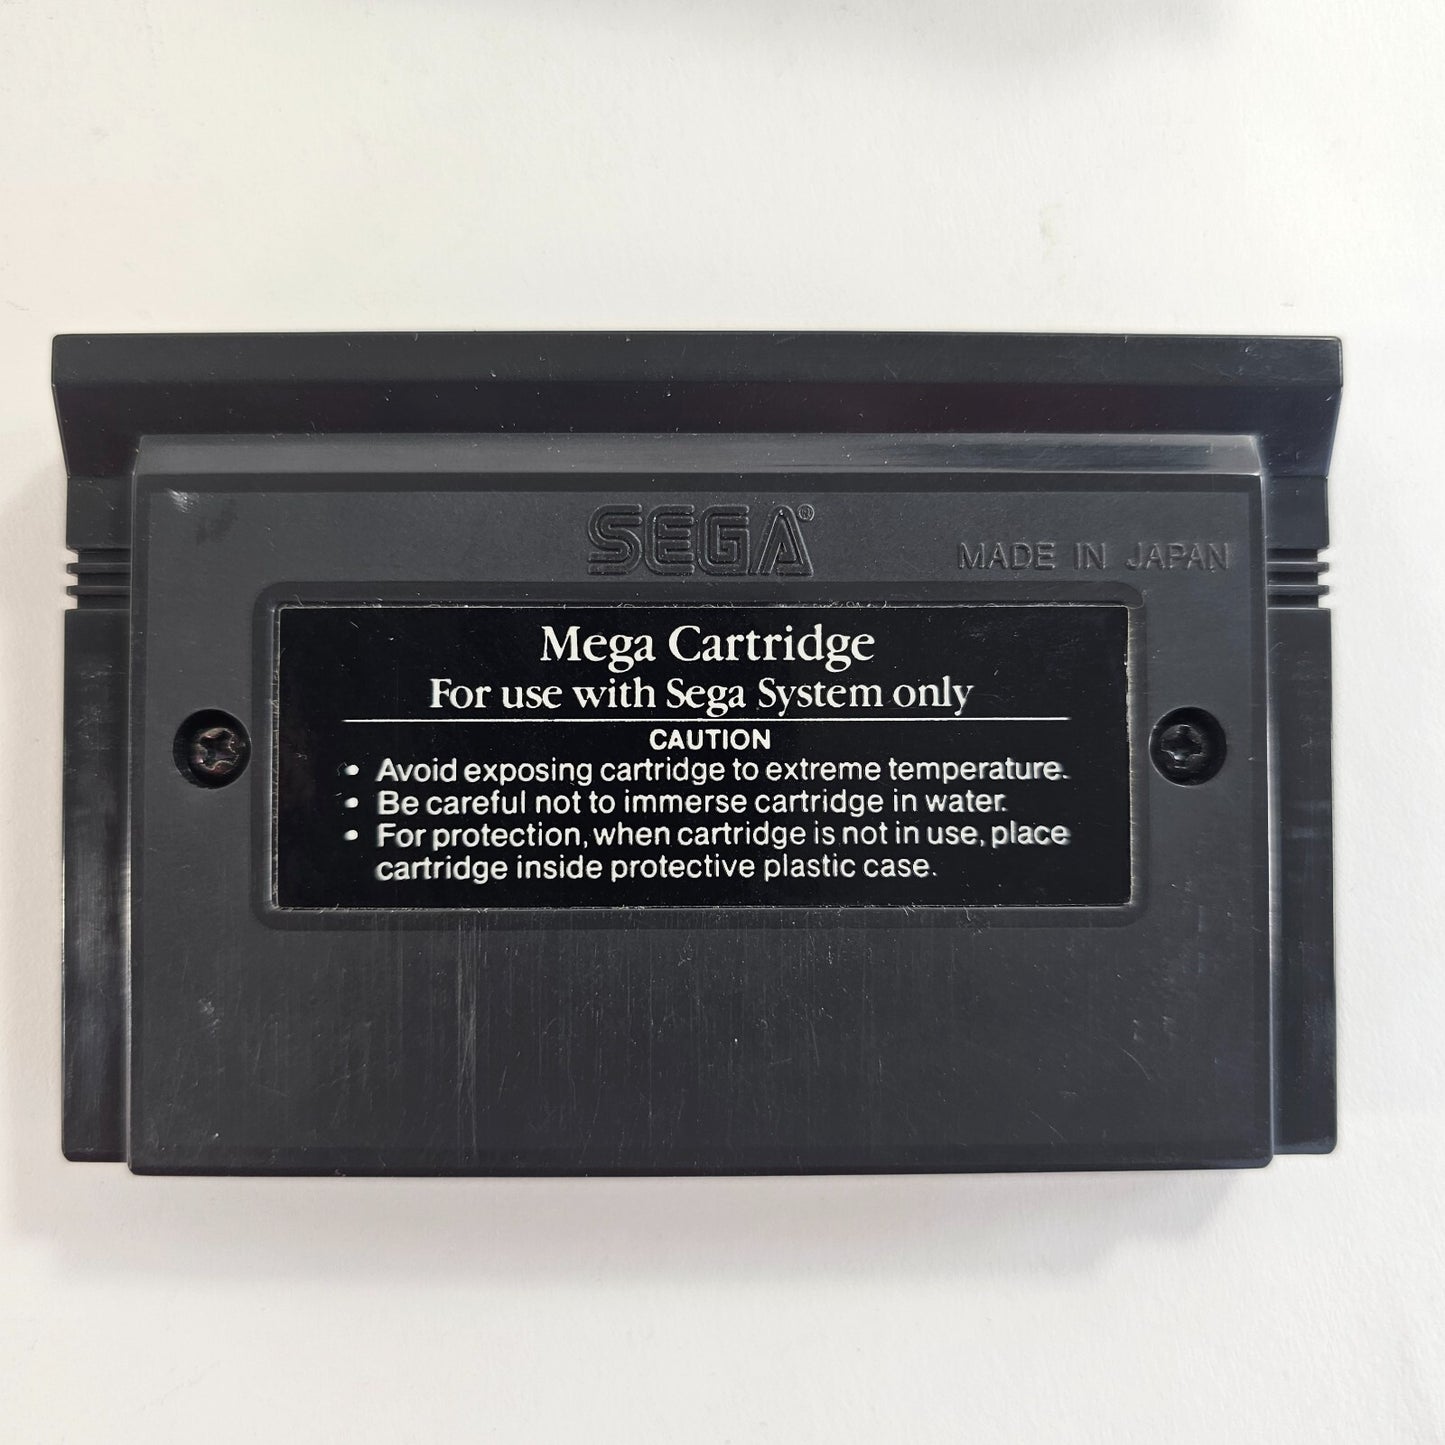 SEGA®
MADE IN JAPAN
Mega Cartridge
For use with Sega System only
CAUTION
• Avoid exposing cartridge to extreme temperature.
• Be careful not to immerse cartridge in water.
• For protection, when cartridge is not in use, place
cartridge inside protective plastic case.